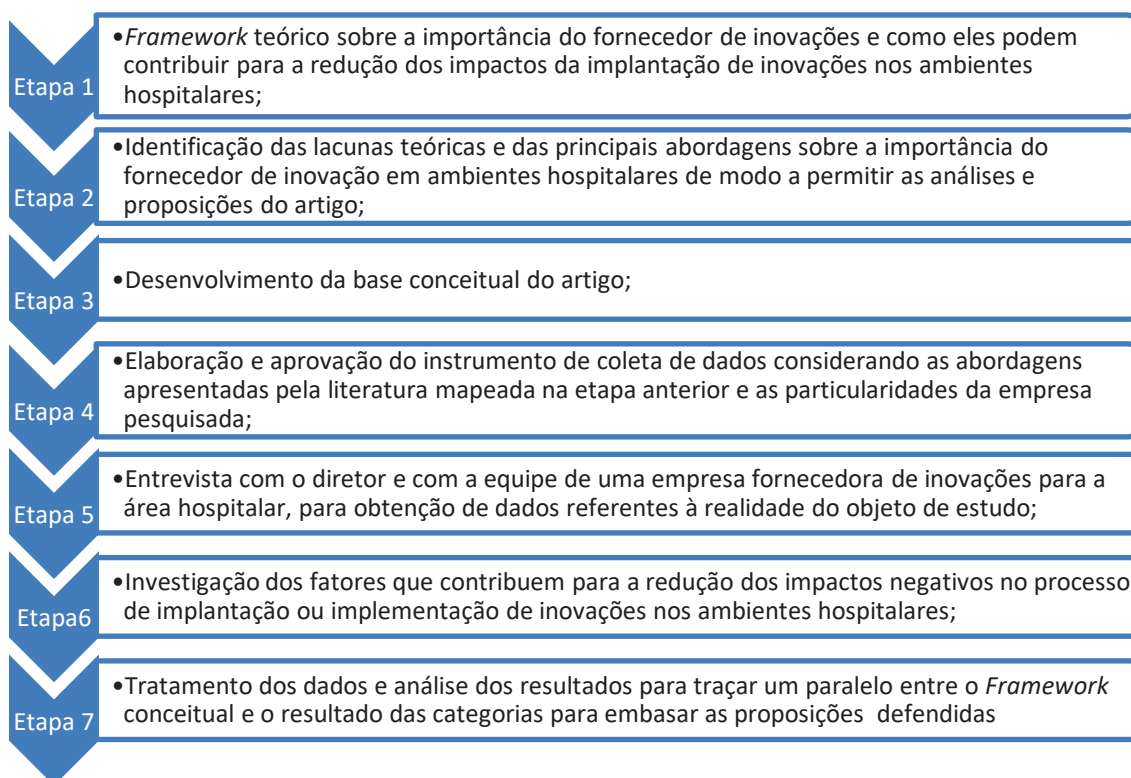 •Framework teórico sobre a importância do fornecedor de inovações e como eles podem
contribuir para a redução dos impactos da implantação de inovações nos ambientes
hospitalares;
Etapa 1
•Identificação das lacunas teóricas e das principais abordagens sobre a importância do
fornecedor de inovação em ambientes hospitalares de modo a permitir as análises e
proposições do artigo;
Etapa 2
•Desenvolvimento da base conceitual do artigo;
Etapa 3
•Elaboração e aprovação do instrumento de coleta de dados considerando as abordagens
apresentadas pela literatura mapeada na etapa anterior e as particularidades da empresa
pesquisada;
Etapa 4
•Entrevista com o diretor e com a equipe de uma empresa fornecedora de inovações para a
área hospitalar, para obtenção de dados referentes à realidade do objeto de estudo;
Etapa 5
•Investigação dos fatores que contribuem para a redução dos impactos negativos no processo
de implantação ou implementação de inovações nos ambientes hospitalares;
Etapa6
•Tratamento dos dados e análise dos resultados para traçar um paralelo entre o Framework
conceitual e o resultado das categorias para embasar as proposições defendidas
Etapa 7